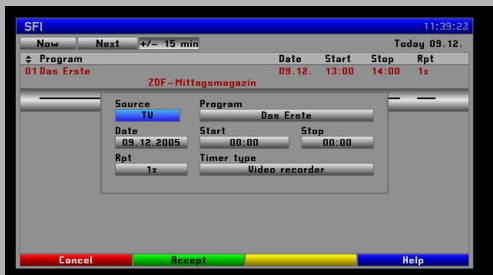 SFI 11:39:22
Now Next +/- 15 min Today 09.12.
Program Date Start Stop Rpt
01 Das Erste 09.12. 13:00 14:00 1x
ZDF-Mittagsmagazin
Source Program
TV Das Erste
Date Start Stop
09.12.2005 00:00 00:00
Rpt Timer type
1x Video recorder
Cancel Accept Help